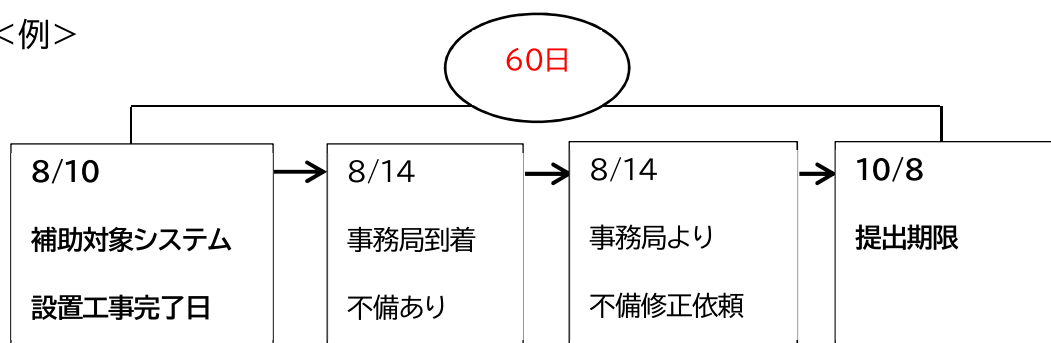 <例>
60日
8/10
補助対象システム
設置工事完了日
8/14
事務局到着
不備あり
8/14
事務局より
不備修正依頼
10/8
提出期限